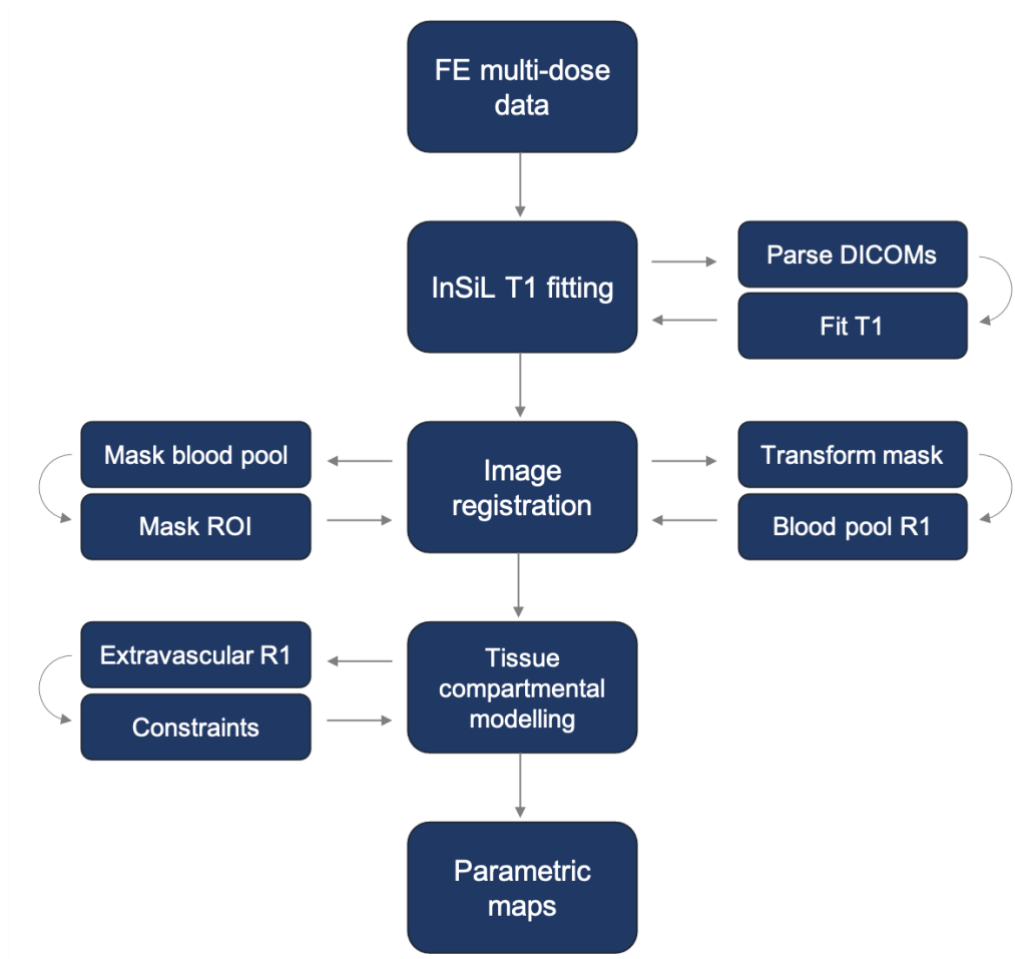 FE multi-dose
data
InSiL T1 fitting
Parse DICOMs
Fit T1
Mask blood pool
Mask ROI
Image
registration
Transform mask
Blood pool R1
Extravascular R1
Constraints
Tissue
compartmental
modelling
Parametric
maps